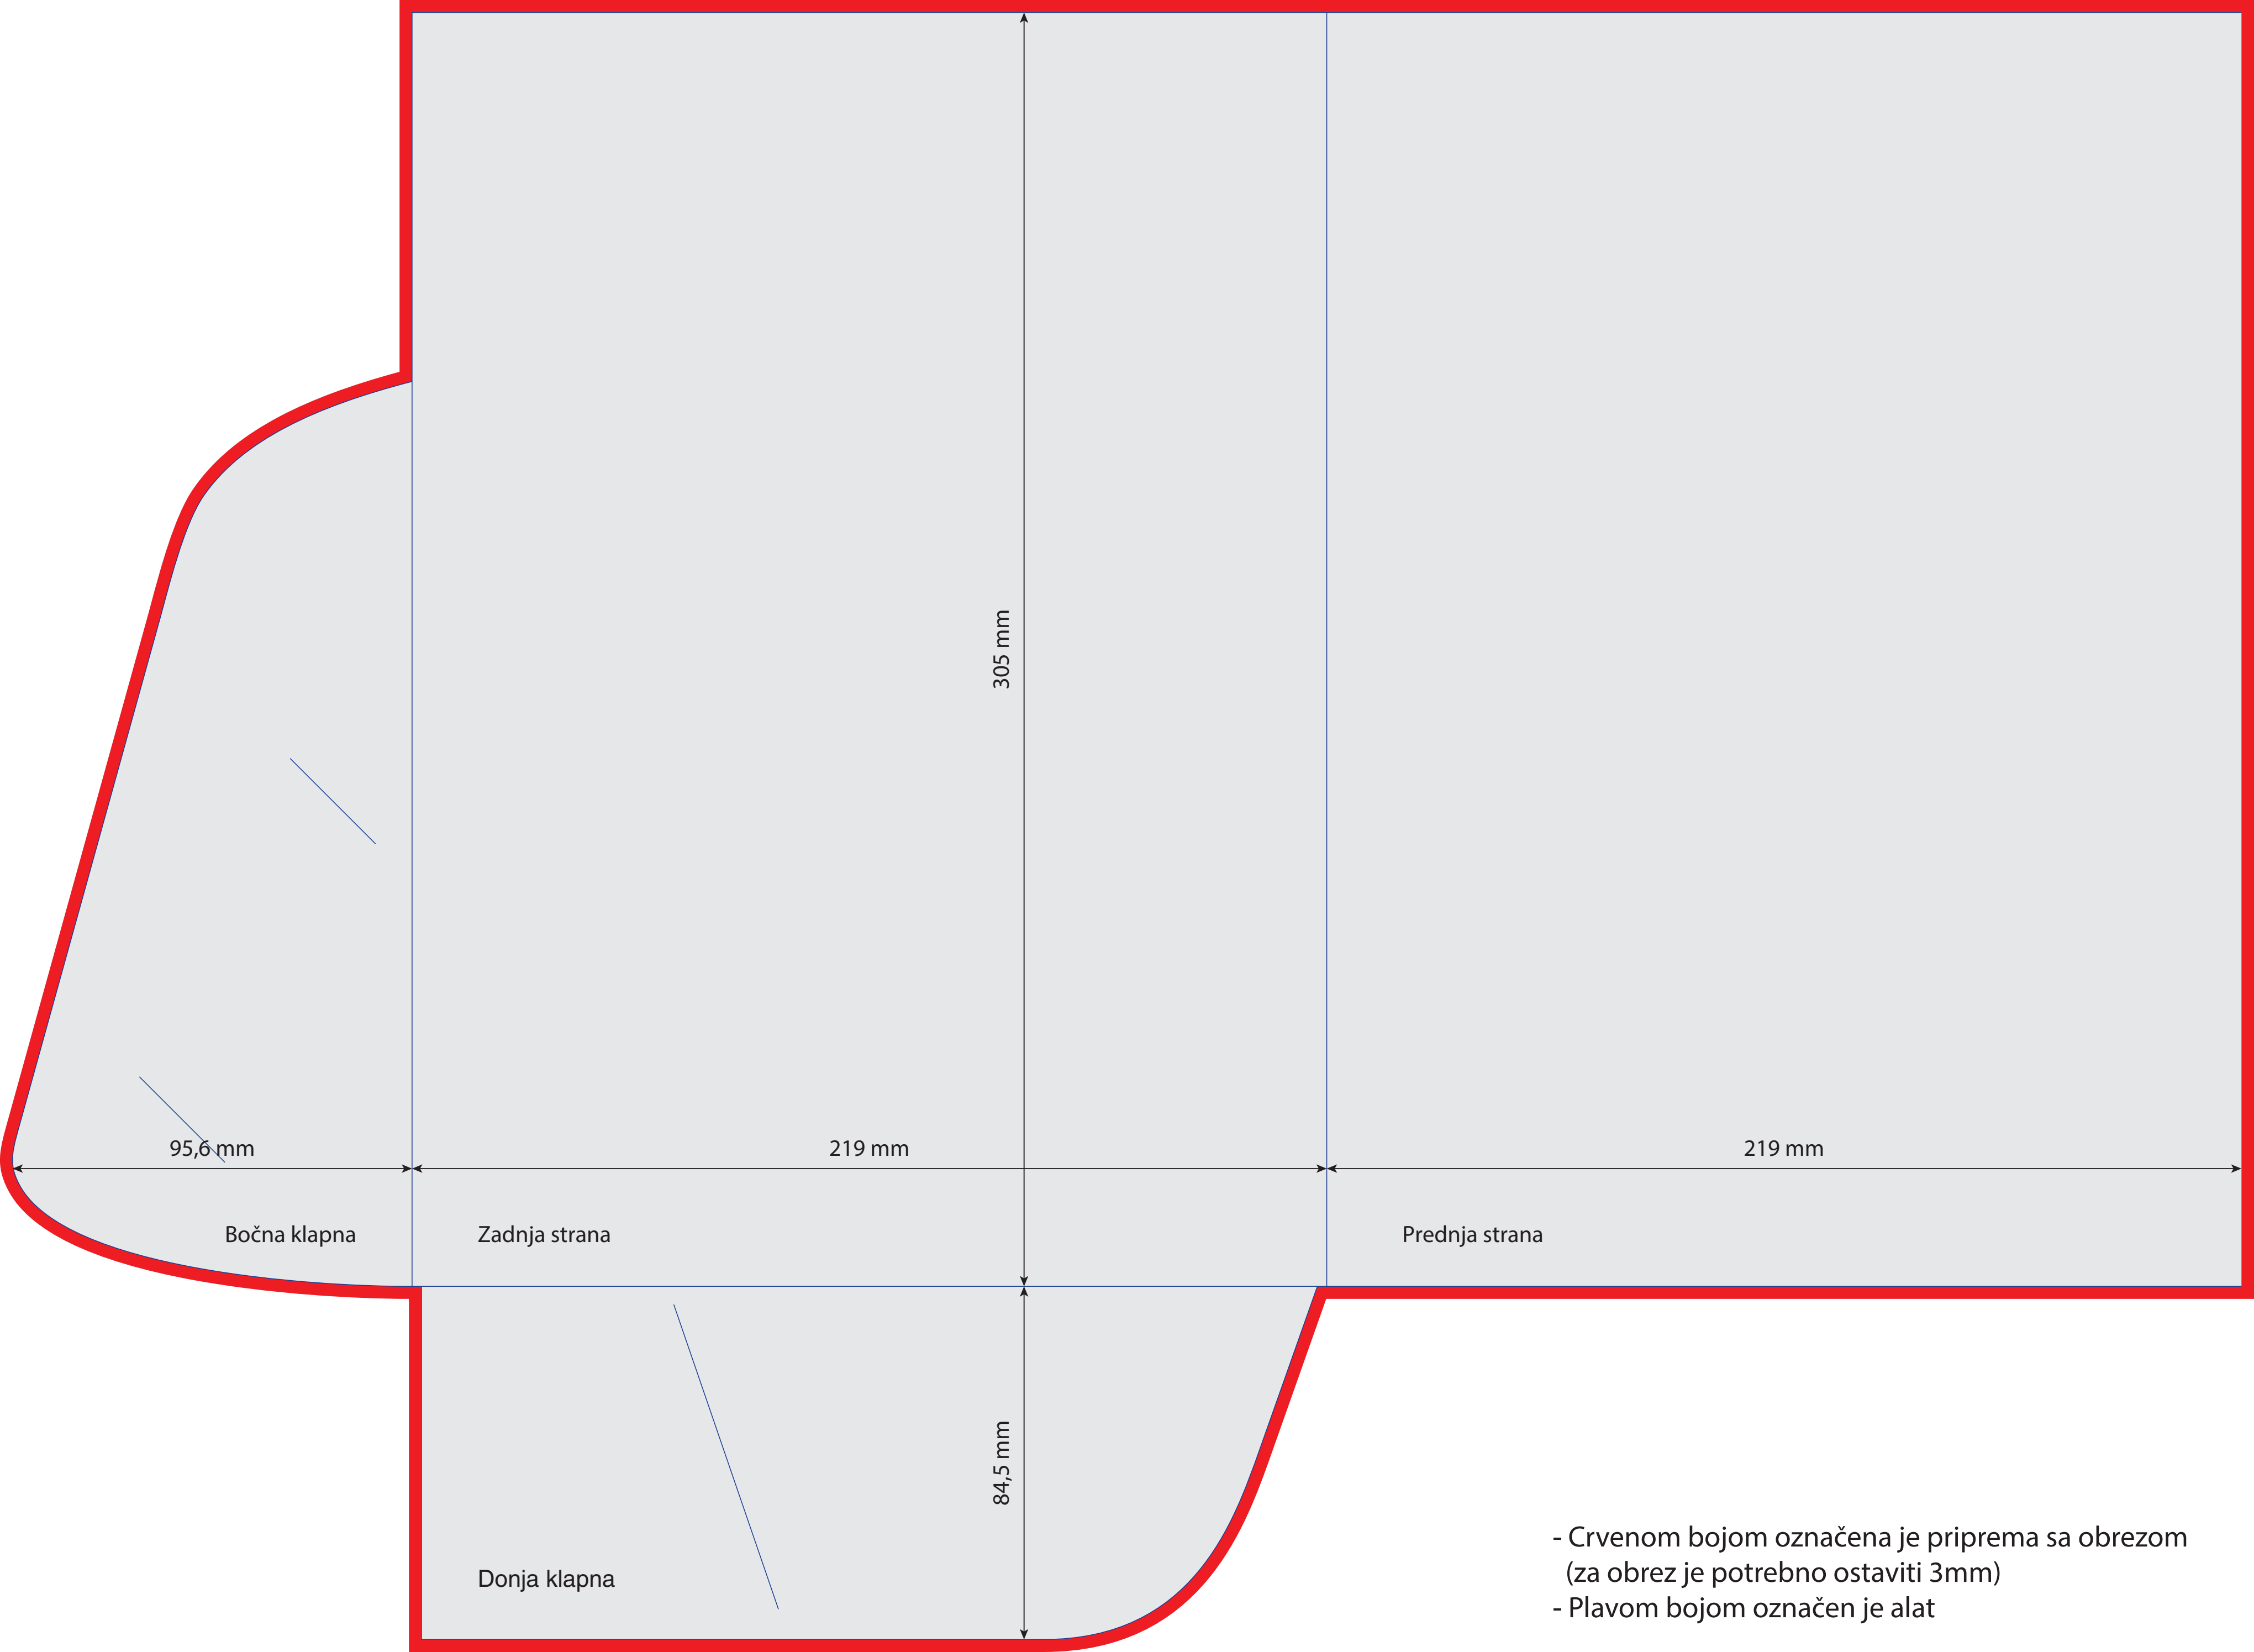 305 mm
95,6 mm
219 mm
219 mm
Bočna klapna
Zadnja strana
Prednja strana
84,5 mm
Donja klapna
- Crvenom bojom označena je priprema sa obrezom
(za obrez je potrebno ostaviti 3mm)
- Plavom bojom označen je alat